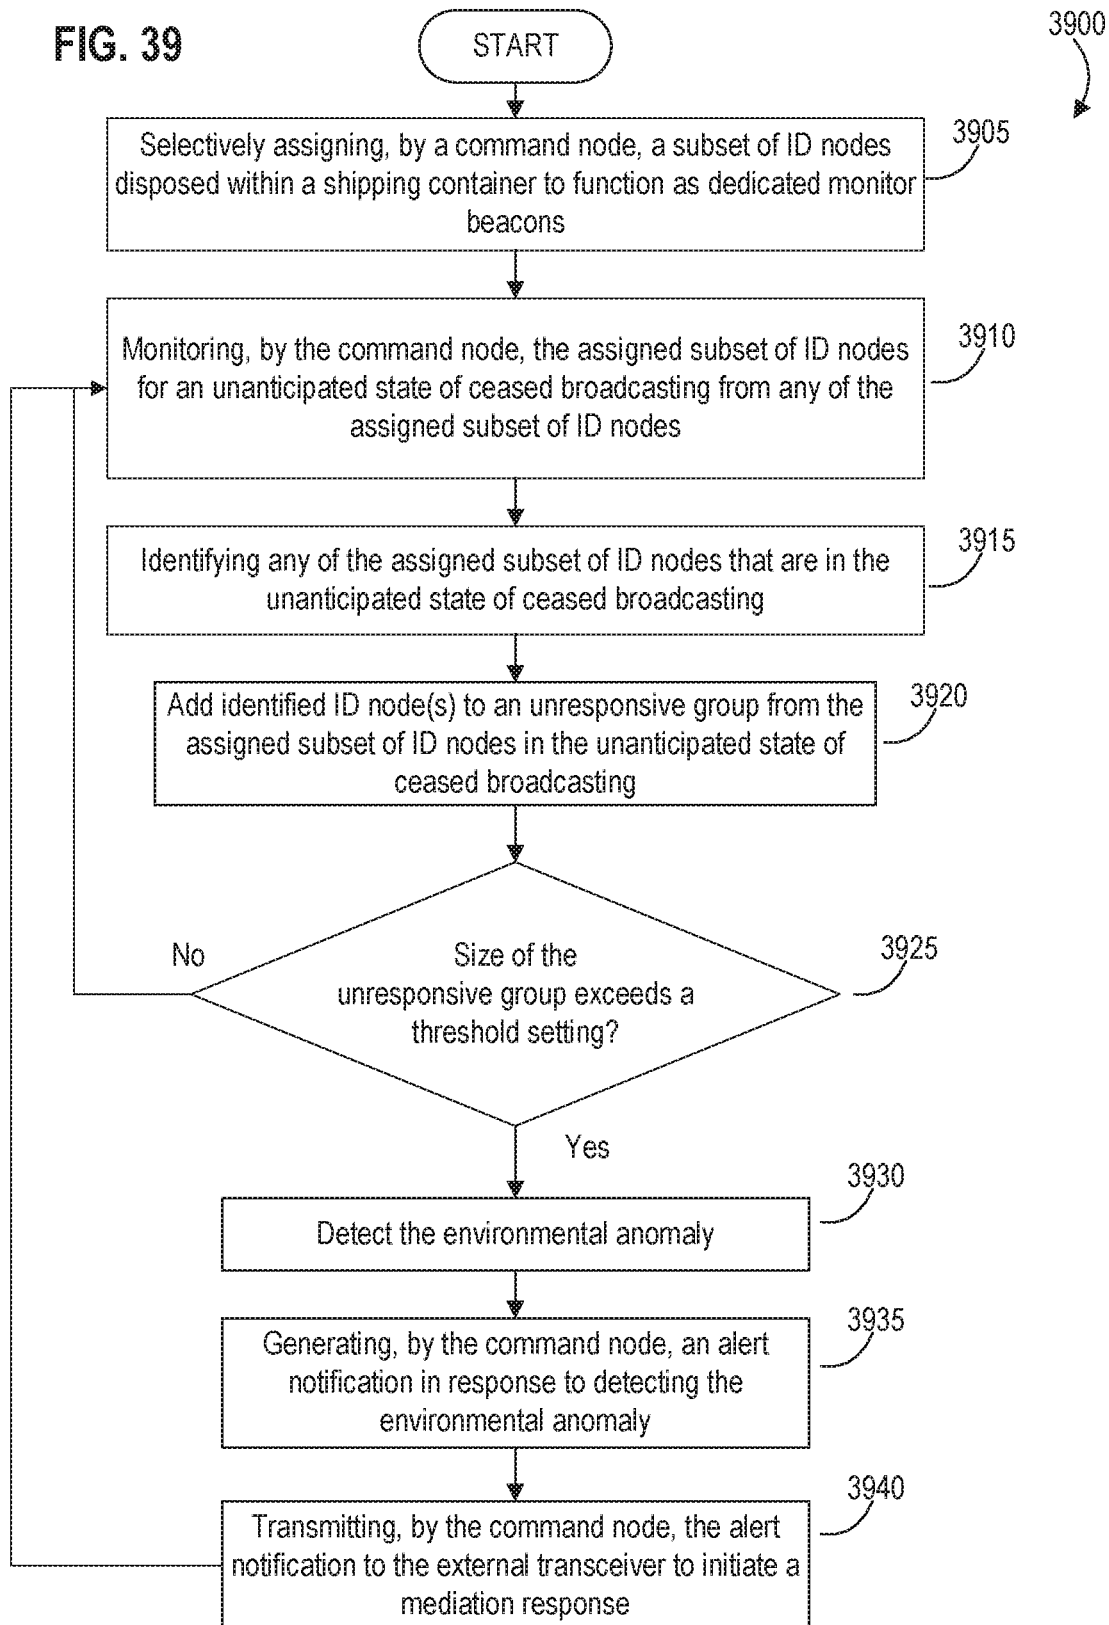 FIG. 39
START
3900
Selectively assigning, by a command node, a subset of ID nodes
disposed within a shipping container to function as dedicated monitor
beacons
3905
Monitoring, by the command node, the assigned subset of ID nodes
for an unanticipated state of ceased broadcasting from any of the
assigned subset of ID nodes
3910
Identifying any of the assigned subset of ID nodes that are in the
unanticipated state of ceased broadcasting
3915
Add identified ID node(s) to an unresponsive group from the
assigned subset of ID nodes in the unanticipated state of
ceased broadcasting
3920
No
Size of the
unresponsive group exceeds a
threshold setting?
3925
Yes
Detect the environmental anomaly
3930
Generating, by the command node, an alert
notification in response to detecting the
environmental anomaly
3935
Transmitting, by the command node, the alert
notification to the external transceiver to initiate a
mediation response
3940